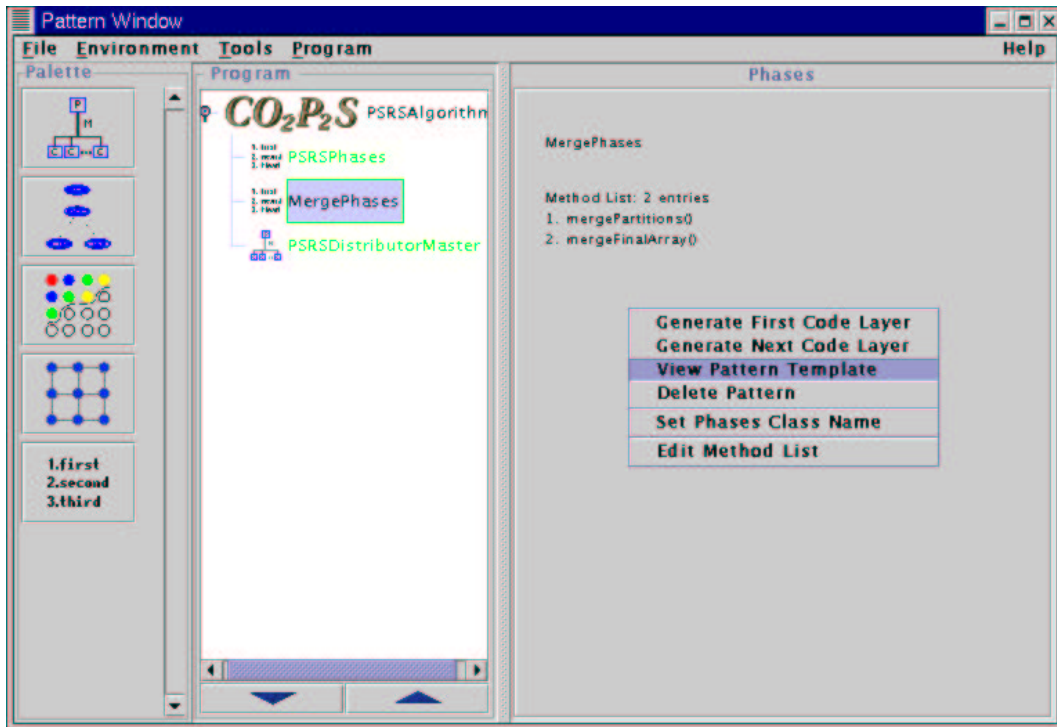 Pattern Window
File Environment Tools Program Help
Palette
Program
Phases
P
M
C C C
1.first
2.second
3.third
CO2P2S PSRSAlgorithn
PSRSPhases
MergePhases
PSRSDistributorMaster
MergePhases
Method List: 2 entries
1. mergePartitions()
2. mergeFinalArray()
Generate First Code Layer
Generate Next Code Layer
View Pattern Template
Delete Pattern
Set Phases Class Name
Edit Method List